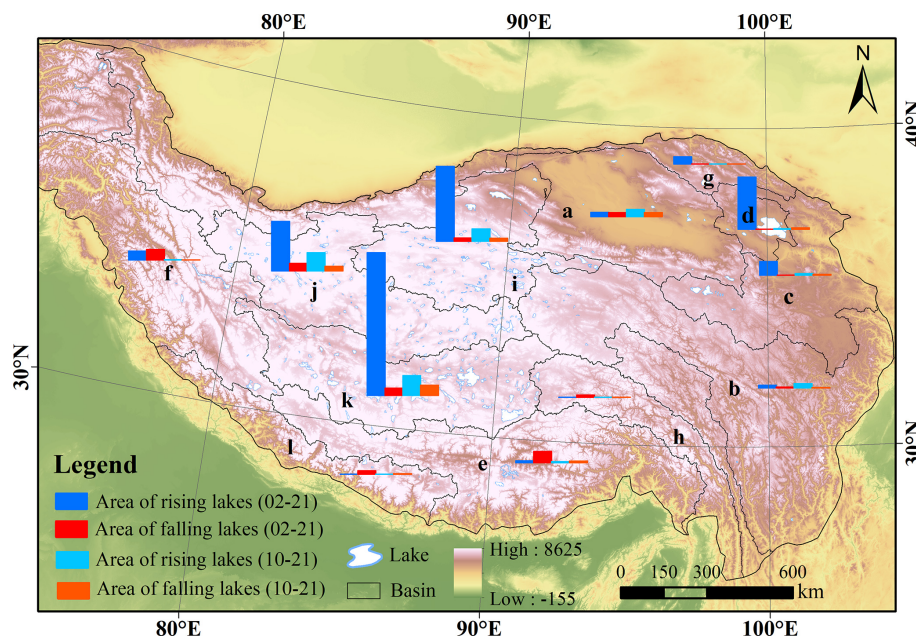 80°E 90°E 100°E
N
40°N
g
a d
f
j i c
30°N
k b
30°N
l e h
Legend
Area of rising lakes (02-21)
Area of falling lakes (02-21)
Area of rising lakes (10-21)
Area of falling lakes (10-21)
Lake
Basin
High : 8625
Low : -155
0 150 300 600
km
80°E 90°E 100°E